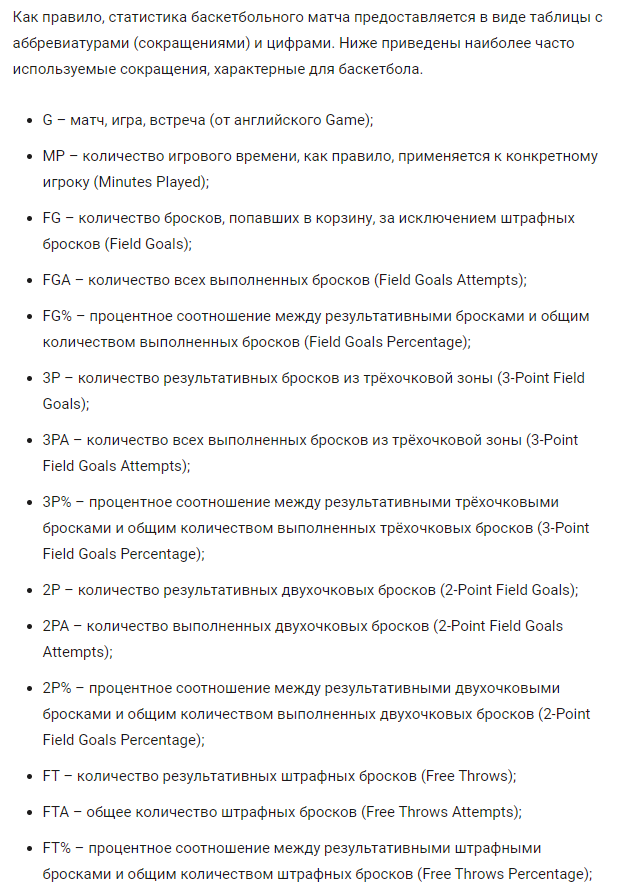 Как правило, статистика баскетбольного матча предоставляется в виде таблицы с
аббревиатурами (сокращениями) и цифрами. Ниже приведены наиболее часто
используемые сокращения, характерные для баскетбола.
• G – матч, игра, встреча (от английского Game);
• MP – количество игрового времени, как правило, применяется к конкретному
игроку (Minutes Played);
• FG – количество бросков, попавших в корзину, за исключением штрафных
бросков (Field Goals);
• FGA – количество всех выполненных бросков (Field Goals Attempts);
• FG% – процентное соотношение между результативными бросками и общим
количеством выполненных бросков (Field Goals Percentage);
• 3P – количество результативных бросков из трёхочковой зоны (3-Point Field
Goals);
• 3PA – количество всех выполненных бросков из трёхочковой зоны (3-Point
Field Goals Attempts);
• 3P% – процентное соотношение между результативными трёхочковыми
бросками и общим количеством выполненных трёхочковых бросков (3-Point
Field Goals Percentage);
• 2P – количество результативных двухочковых бросков (2-Point Field Goals);
• 2PA – количество выполненных двухочковых бросков (2-Point Field Goals
Attempts);
• 2P% – процентное соотношение между результативными двухочковыми
бросками и общим количеством выполненных двухочковых бросков (2-Point
Field Goals Percentage);
• FT – количество результативных штрафных бросков (Free Throws);
• FTA – общее количество штрафных бросков (Free Throws Attempts);
• FT% – процентное соотношение между результативными штрафными
бросками и общим количеством штрафных бросков (Free Throws Percentage);